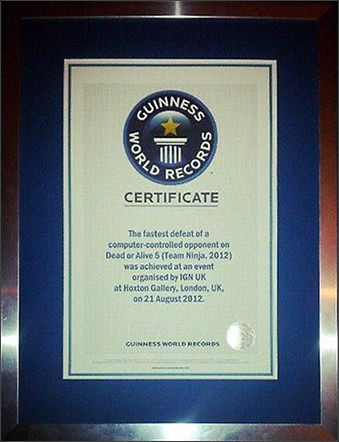 GUINNESS
WORLD RECORDS
CERTIFICATE
The fastest defeat of a
computer-controlled opponent on
Dead or Alive 5 (Team Ninja, 2012)
was achieved at an event
organised by IGN UK
at Hoxton Gallery, London, UK,
on 21 August 2012.
GUINNESS WORLD RECORDS